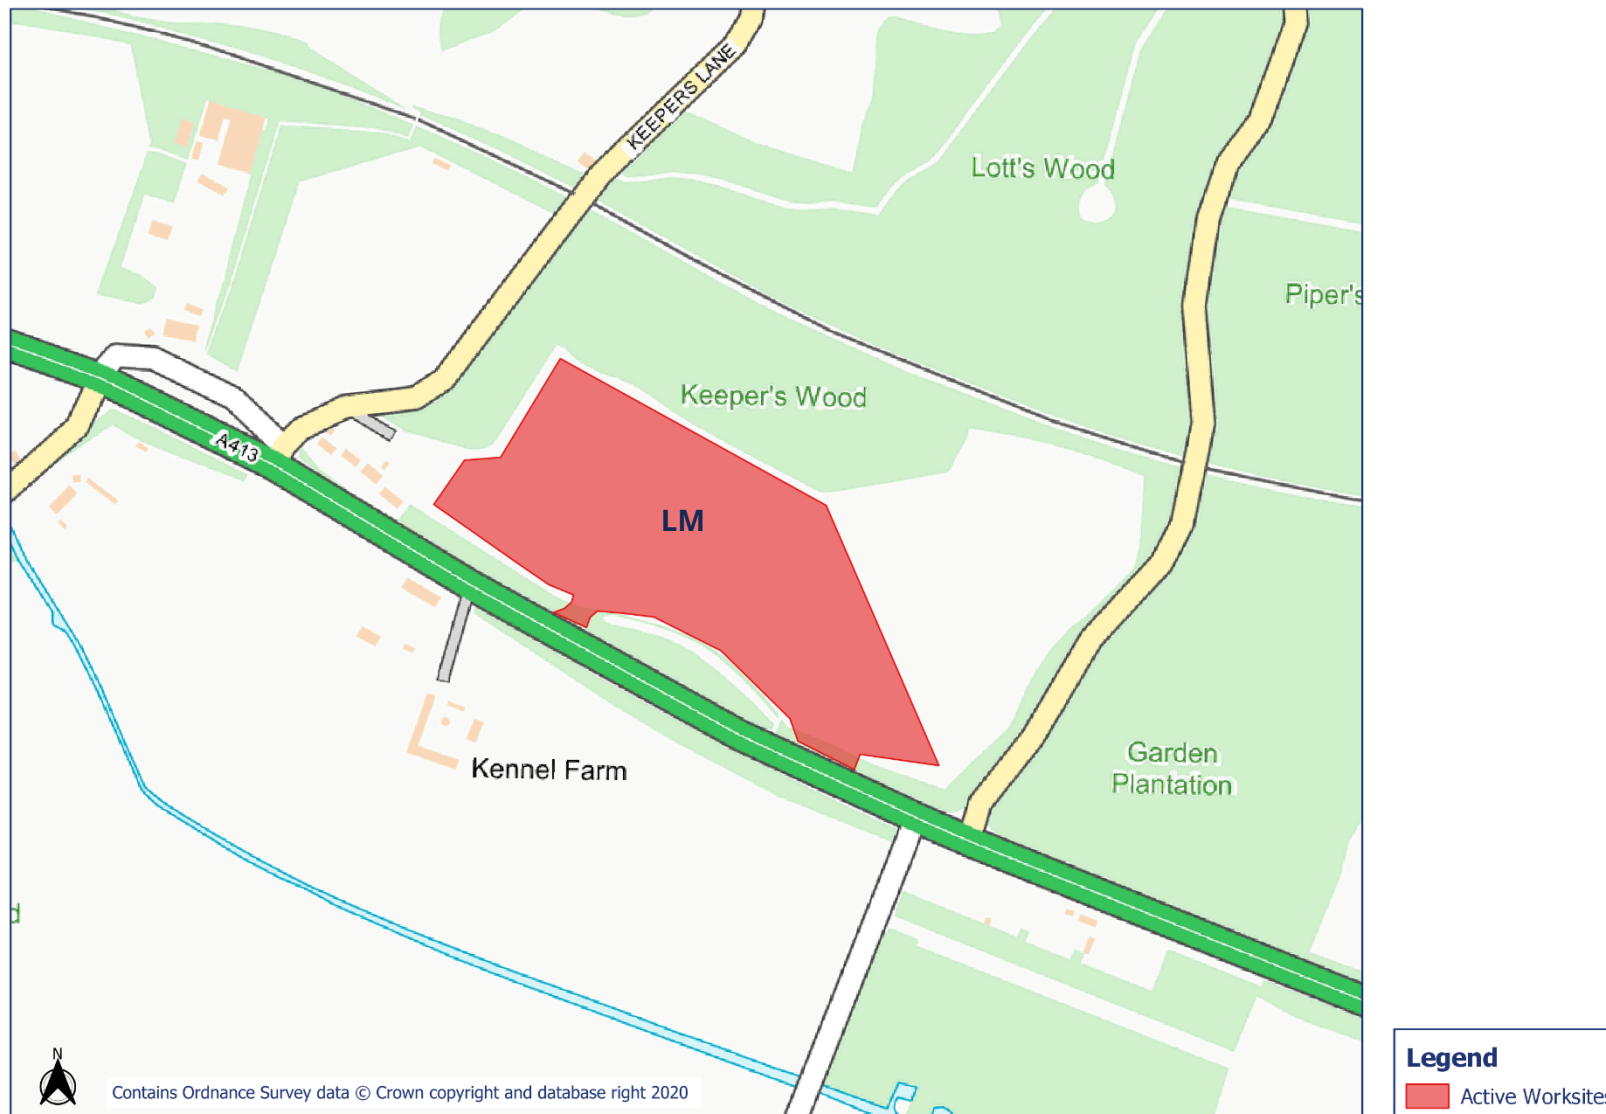 KEEPERS LANE
Lott's Wood
Piper's
Keeper's Wood
A413
LM
Kennel Farm
Garden
Plantation
d
N
Contains Ordnance Survey data © Crown copyright and database right 2020
Legend
Active Worksites